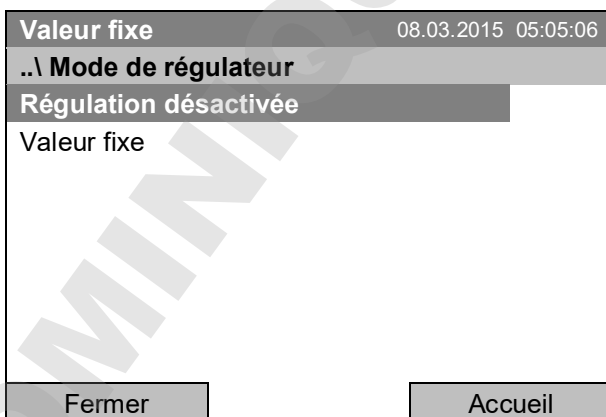 Valeur fixe 08.03.2015 05:05:06
..\ Mode de régulateur
Régulation désactivée
Valeur fixe
Fermer Accueil